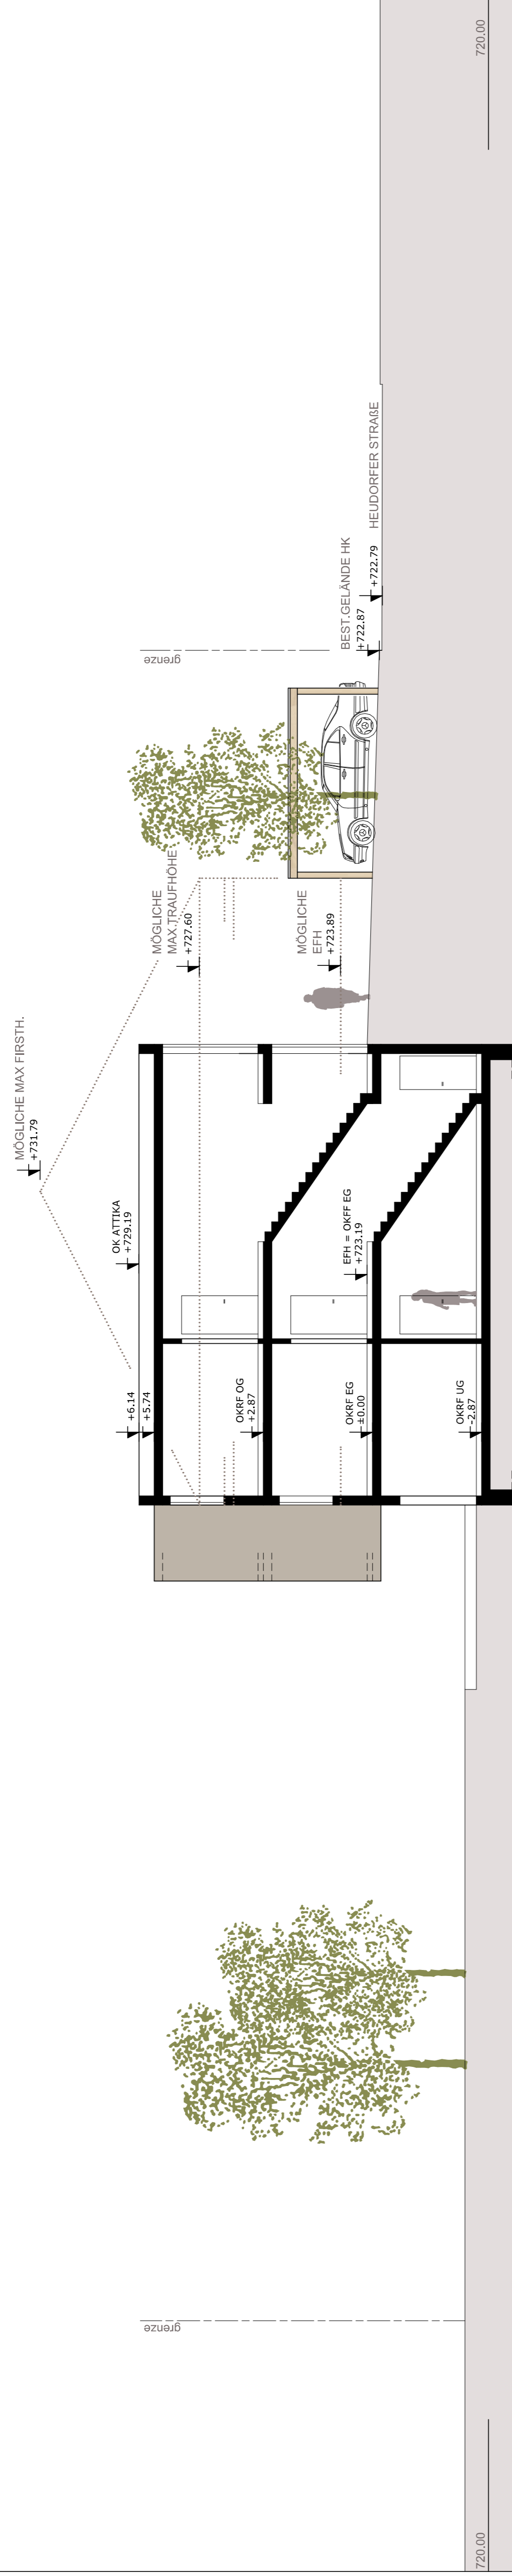 MÖGLICHE MAX FIRSTH.
+731.79
OK ATTIKA
+729.19
+6.14
+5.74
MÖGLICHE
MAX.TRAUFHÖHE
+727.60
MÖGLICHE
EFH
+723.89
EFH = OKFF EG
+723.19
OKRF OG
+2.87
OKRF EG
±0.00
OKRF UG
-2.87
BEST.GELÄNDE HK
+722.87
+722.79
HEUDORFER STRAßE
grenze
grenze
720.00
720.00